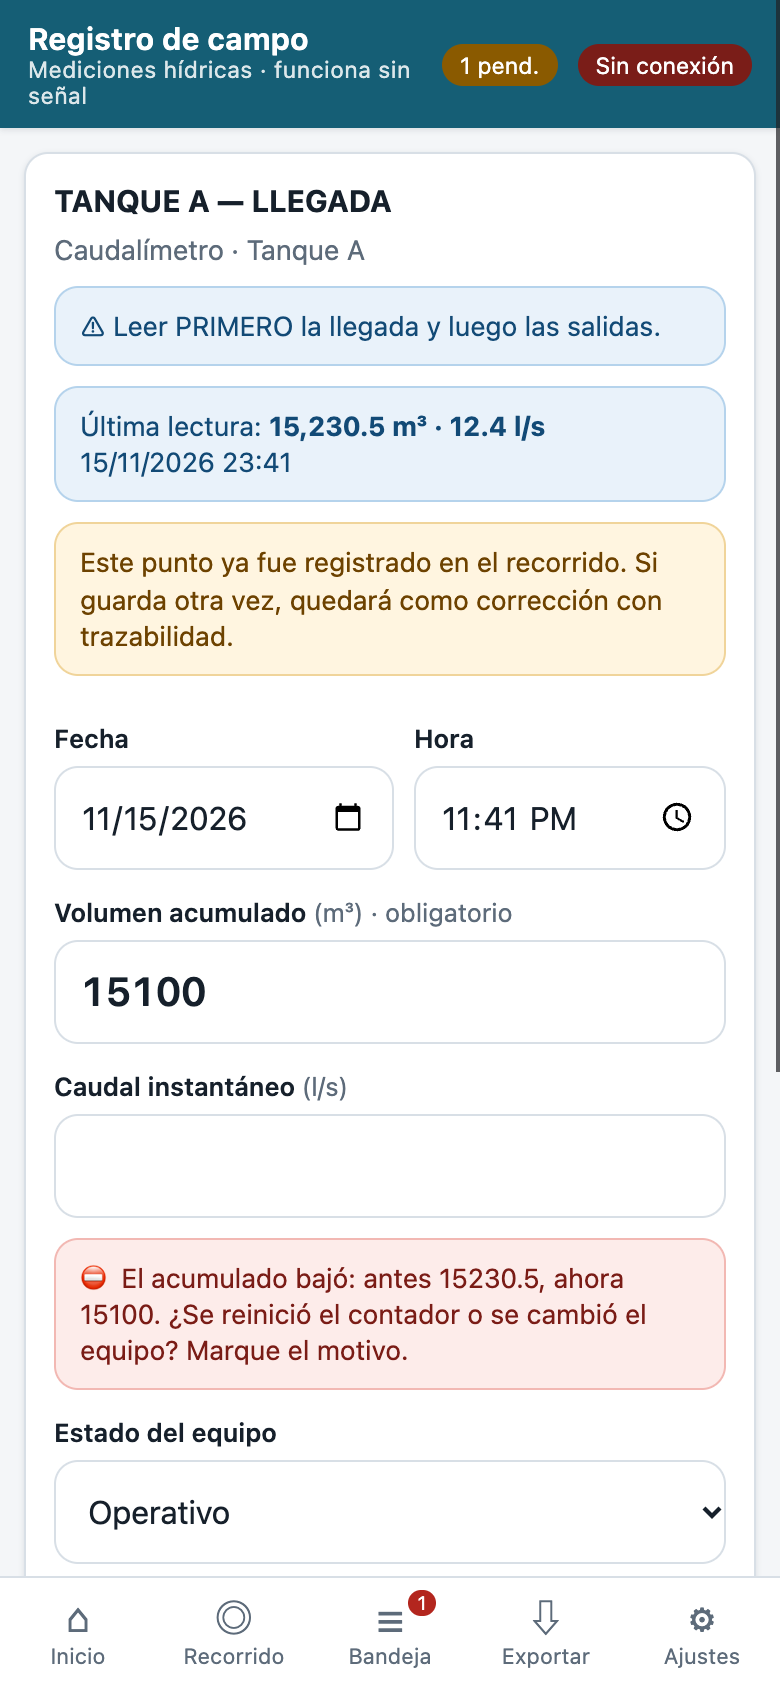 Registro de campo
Mediciones hídricas · funciona sin
señal
1 pend.
Sin conexión
TANQUE A — LLEGADA
Caudalímetro · Tanque A
⚠ Leer PRIMERO la llegada y luego las salidas.
Última lectura: 15,230.5 m³ · 12.4 l/s
15/11/2026 23:41
Este punto ya fue registrado en el recorrido. Si
guarda otra vez, quedará como corrección con
trazabilidad.
Fecha
Hora
11/15/2026
11:41 PM
Volumen acumulado (m³) · obligatorio
15100
Caudal instantáneo (l/s)
⛔ El acumulado bajó: antes 15230.5, ahora
15100. ¿Se reinició el contador o se cambió el
equipo? Marque el motivo.
Estado del equipo
Operativo
1
Inicio
Recorrido
Bandeja
Exportar
Ajustes